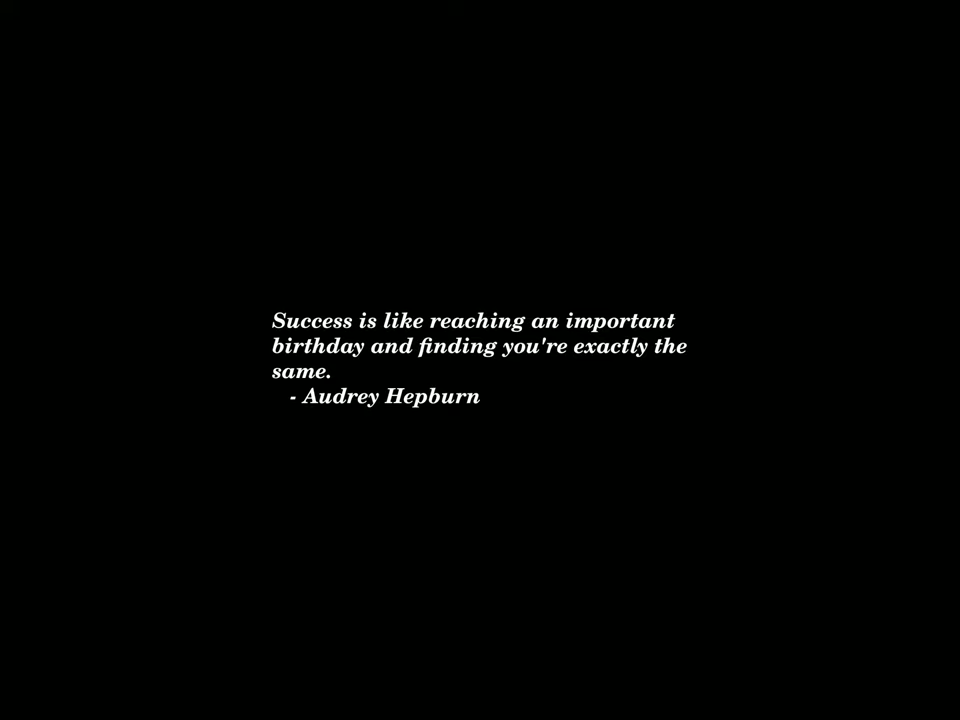 Success is like reaching an important
birthday and finding you're exactly the
same.
- Audrey Hepburn